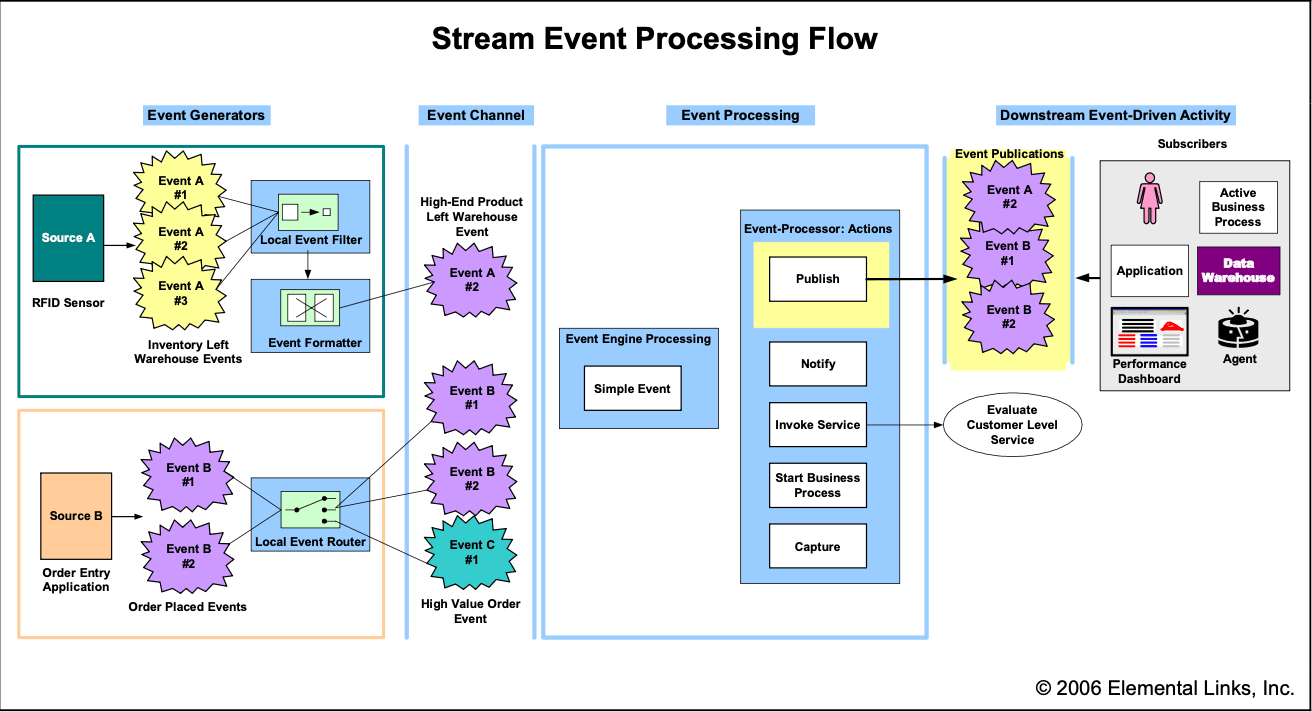 Stream Event Processing Flow
Event Generators
Event Channel
Event Processing
Downstream Event-Driven Activity
Source A
RFID Sensor
Event A
#1
Event A
#2
Event A
#3
Inventory Left
Warehouse Events
Local Event Filter
Event Formatter
Source B
Order Entry
Application
Event B
#1
Event B
#2
Order Placed Events
Local Event Router
High-End Product
Left Warehouse
Event
Event A
#2
Event B
#1
Event B
#2
Event C
#1
High Value Order
Event
Event Engine Processing
Simple Event
Event-Processor: Actions
Publish
Notify
Invoke Service
Start Business
Process
Capture
Event Publications
Event A
#2
Event B
#1
Event B
#2
Evaluate
Customer Level
Service
Subscribers
Active
Business
Process
Application
Data
Warehouse
Performance
Dashboard
Agent
© 2006 Elemental Links, Inc.